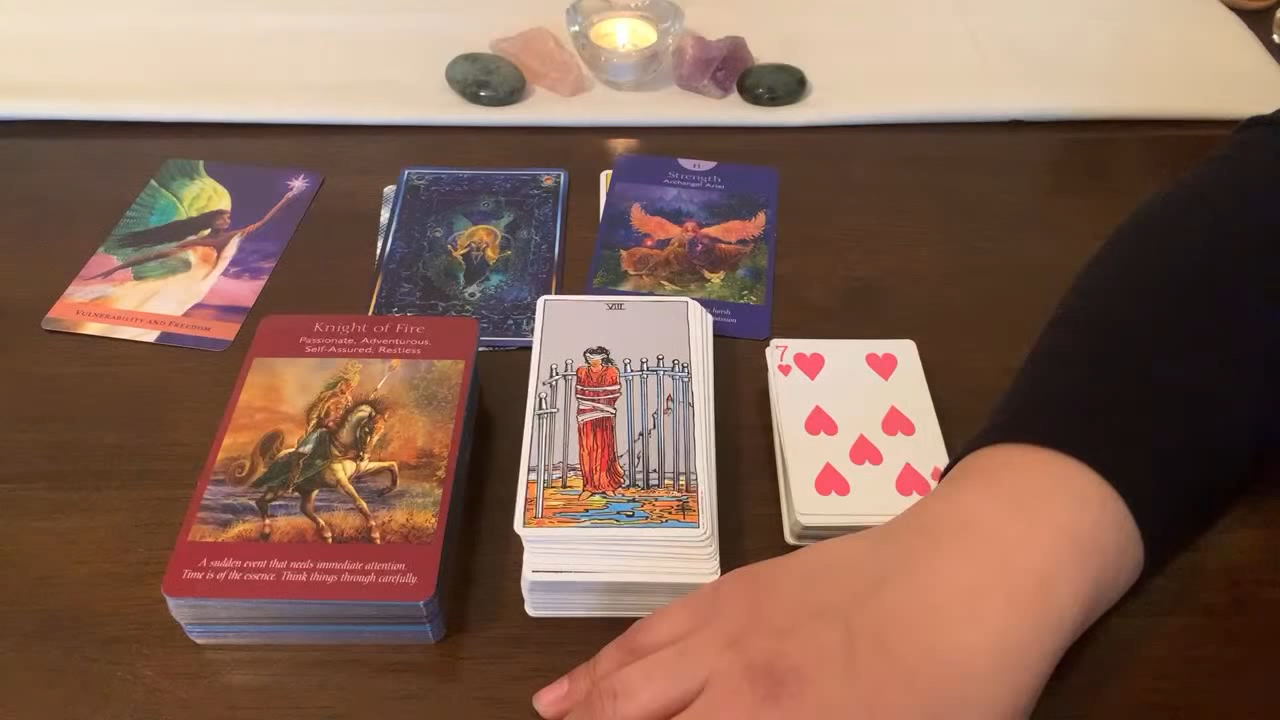 Strength
Archangel Ariel
VULNERABILITY AND FREEDOM
Knight of Fire
Passionate, Adventurous,
Self-Assured, Restless
A sudden event that needs immediate attention.
Time is of the essence. Think things through carefully.
VIII
7